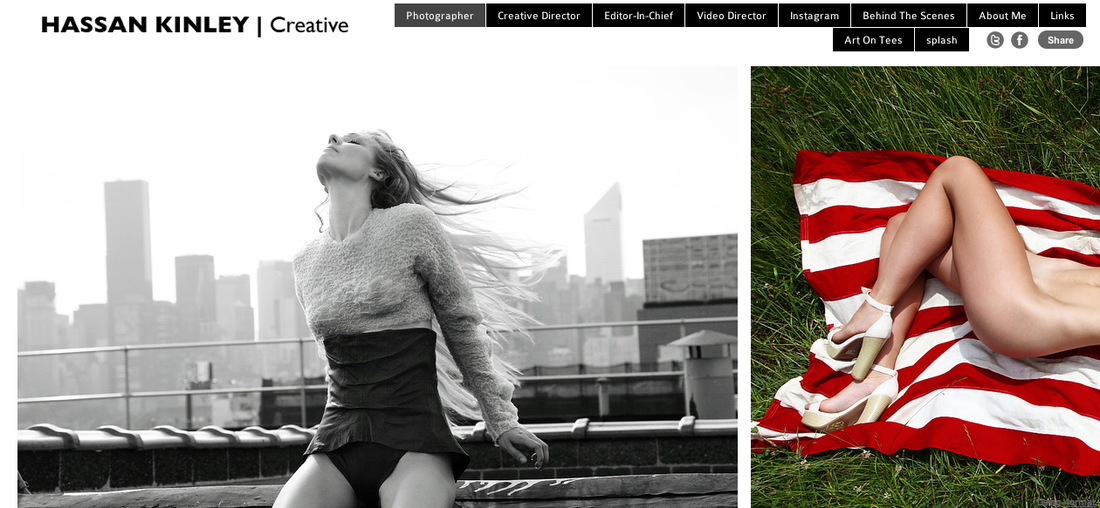 HASSAN KINLEY | Creative
Photographer Creative Director Editor-In-Chief Video Director Instagram Behind The Scenes About Me Links
Art On Tees splash Share